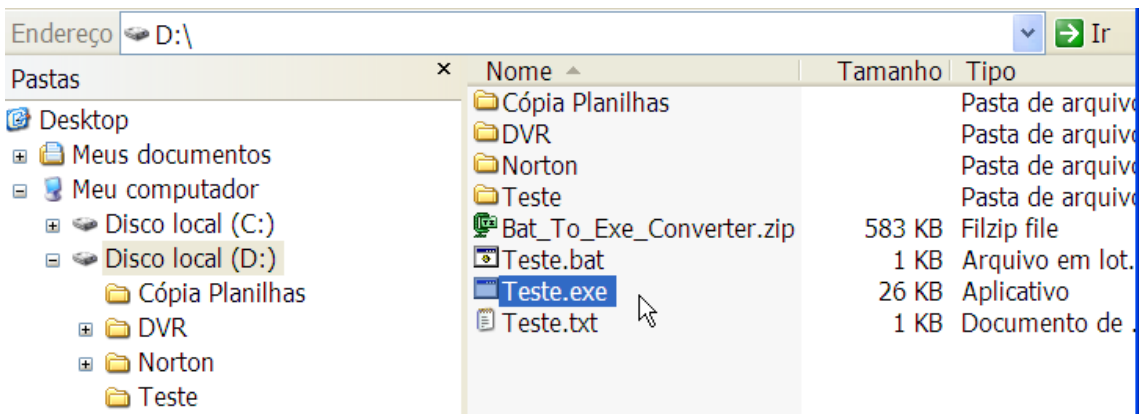 Endereço D:\ Ir
Pastas × Nome Tamanho Tipo
Desktop
Meus documentos
Meu computador
Disco local (C:)
Disco local (D:)
Cópia Planilhas
DVR
Norton
Teste
Cópia Planilhas Pasta de arquivo
DVR Pasta de arquivo
Norton Pasta de arquivo
Teste Pasta de arquivo
Bat_To_Exe_Converter.zip 583 KB Filzip file
Teste.bat 1 KB Arquivo em lot.
Teste.exe 26 KB Aplicativo
Teste.txt 1 KB Documento de .